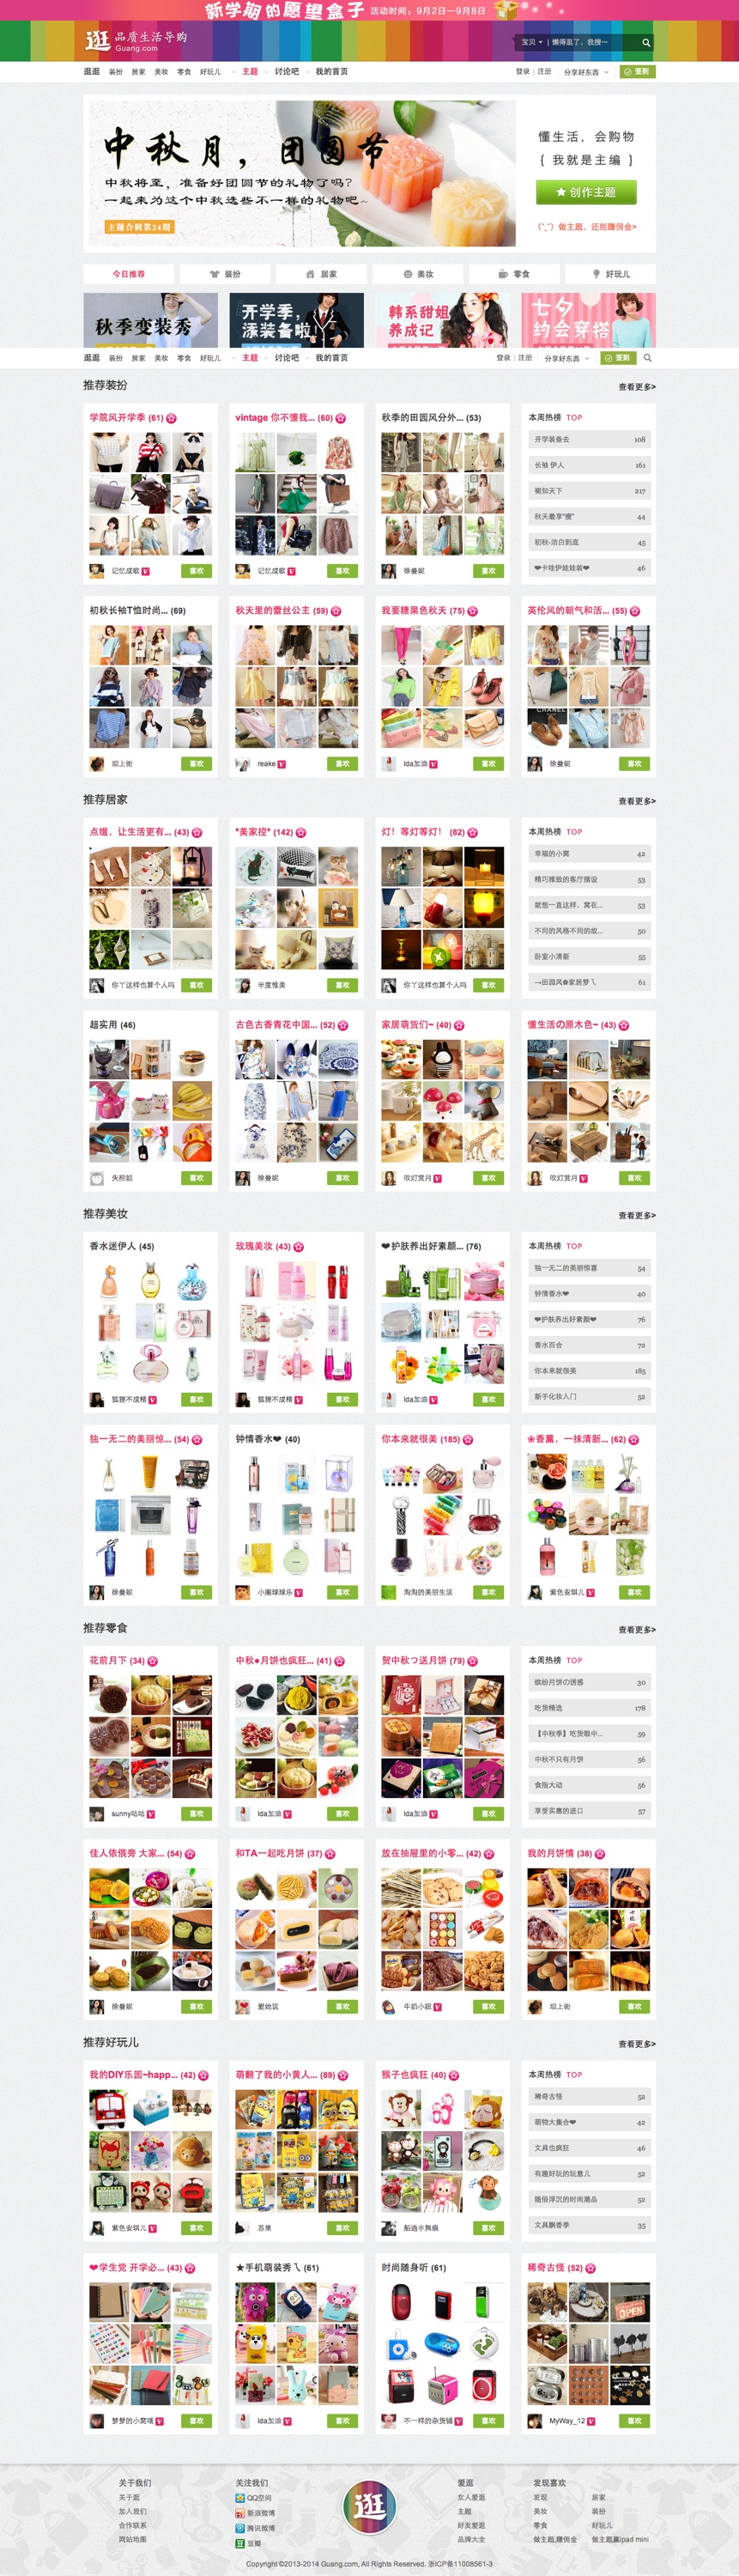 新学期的愿望盒子 活动时间：9月2日—9月8日
逛 品质生活导购
Guang.com
宝贝 | 懒得逛了，我搜~
逛逛 装扮 居家 美妆 零食 好玩儿 主题 讨论吧 我的首页
登录 | 注册 分享好东西 签到
中秋月，团圆节
中秋将至，准备好团圆节的礼物了吗？
一起来为这个中秋选些不一样的礼物吧~
主题合辑第24期
懂生活，会购物
{ 我就是主编 }
★ 创作主题
做主题，还能赚佣金>
今日推荐 装扮 居家 美妆 零食 好玩儿
秋季变装秀
开学季：
涤装备啦
韩系甜姐
养成记
七夕
约会穿搭
逛逛 装扮 居家 美妆 零食 好玩儿 主题 讨论吧 我的首页
登录 | 注册 分享好东西 签到
推荐装扮 查看更多>
学院风开学季 (61)
vintage 你不懂我... (60)
秋季的田园风分外... (53)
本周热榜 TOP
开学装备去 108
长袖 伊人 161
裙知天下 217
秋天最享"瘦" 44
初秋-洁白到底 45
❤卡哇伊娃娃装❤ 46
记忆成歌 喜欢
记忆成歌 喜欢
徐曼妮 喜欢
初秋长袖T恤时尚... (69)
秋天里的蕾丝公主 (59)
我要糖果色秋天 (75)
英伦风的朝气和活... (55)
CHANEL
坝上街 喜欢
reake 喜欢
Ida加油 喜欢
徐曼妮 喜欢
推荐居家 查看更多>
点缀，让生活更有... (43)
*美家控* (142)
灯！等灯等灯！ (82)
本周热榜 TOP
幸福的小窝 42
精巧雅致的客厅摆设 53
就想一直这样，窝在... 53
不同的风格不同的炫... 50
卧室小清新 55
→田园风✿家居梦乀 61
你丫这样也算个人吗 喜欢
半度惟美 喜欢
你丫这样也算个人吗 喜欢
超实用 (46)
古色古香青花中国... (52)
家居萌货们~ (40)
懂生活の原木色~ (43)
失控姐 喜欢
徐曼妮 喜欢
吹灯赏月 喜欢
吹灯赏月 喜欢
推荐美妆 查看更多>
香水迷伊人 (45)
玫瑰美妆 (43)
❤护肤养出好素颜... (76)
本周热榜 TOP
独一无二的美丽惊喜 54
钟情香水❤ 40
❤护肤养出好素颜❤ 76
香水百合 72
你本来就很美 185
新手化妆入门 52
狐狸不成精 喜欢
狐狸不成精 喜欢
Ida加油 喜欢
独一无二的美丽惊... (54)
钟情香水❤ (40)
你本来就很美 (185)
❀香薰，一抹清新... (62)
徐曼妮 喜欢
小圈球球乐 喜欢
淘淘的美丽生活 喜欢
紫色安琪儿 喜欢
推荐零食 查看更多>
花前月下 (34)
中秋●月饼也疯狂... (41)
贺中秋つ送月饼 (79)
本周热榜 TOP
缤纷月饼の诱惑 30
吃货精选 178
【中秋季】吃货眼中... 59
中秋不只有月饼 56
食指大动 56
享受实惠的进口 57
sunny咕咕 喜欢
Ida加油 喜欢
Ida加油 喜欢
佳人依偎旁 大家... (54)
和TA一起吃月饼 (37)
放在抽屉里的小零... (42)
我的月饼情 (38)
徐曼妮 喜欢
爱她说 喜欢
牛奶小妞 喜欢
坝上街 喜欢
推荐好玩儿 查看更多>
我的DIY乐园~happ... (42)
萌翻了我的小黄人... (89)
猴子也疯狂 (40)
本周热榜 TOP
稀奇古怪 52
萌物大集合❤ 42
文具也疯狂 46
有趣好玩的玩意儿 52
随俗浮沉的时尚潮品 52
文具飘香季 35
紫色安琪儿 喜欢
苏里 喜欢
船逃水無痕 喜欢
❤学生党 开学必... (43)
★手机萌装秀乀 (61)
时尚随身听 (61)
稀奇古怪 (52)
OPEN
梦梦的小窝哦 喜欢
Ida加油 喜欢
不一样的杂货铺 喜欢
MyWay_12 喜欢
关于我们 关注我们 爱逛 发现喜欢
关于逛 QQ空间 女人爱逛 发现 居家
加入我们 新浪微博 主题 美妆 装扮
合作联系 腾讯微博 好友爱逛 零食 好玩儿
网站地图 豆瓣 品牌大全 做主题,赚佣金 做主题赢ipad mini
逛
Copyright ©2013-2014 Guang.com, All Rights Reserved. 浙ICP备11008561-3